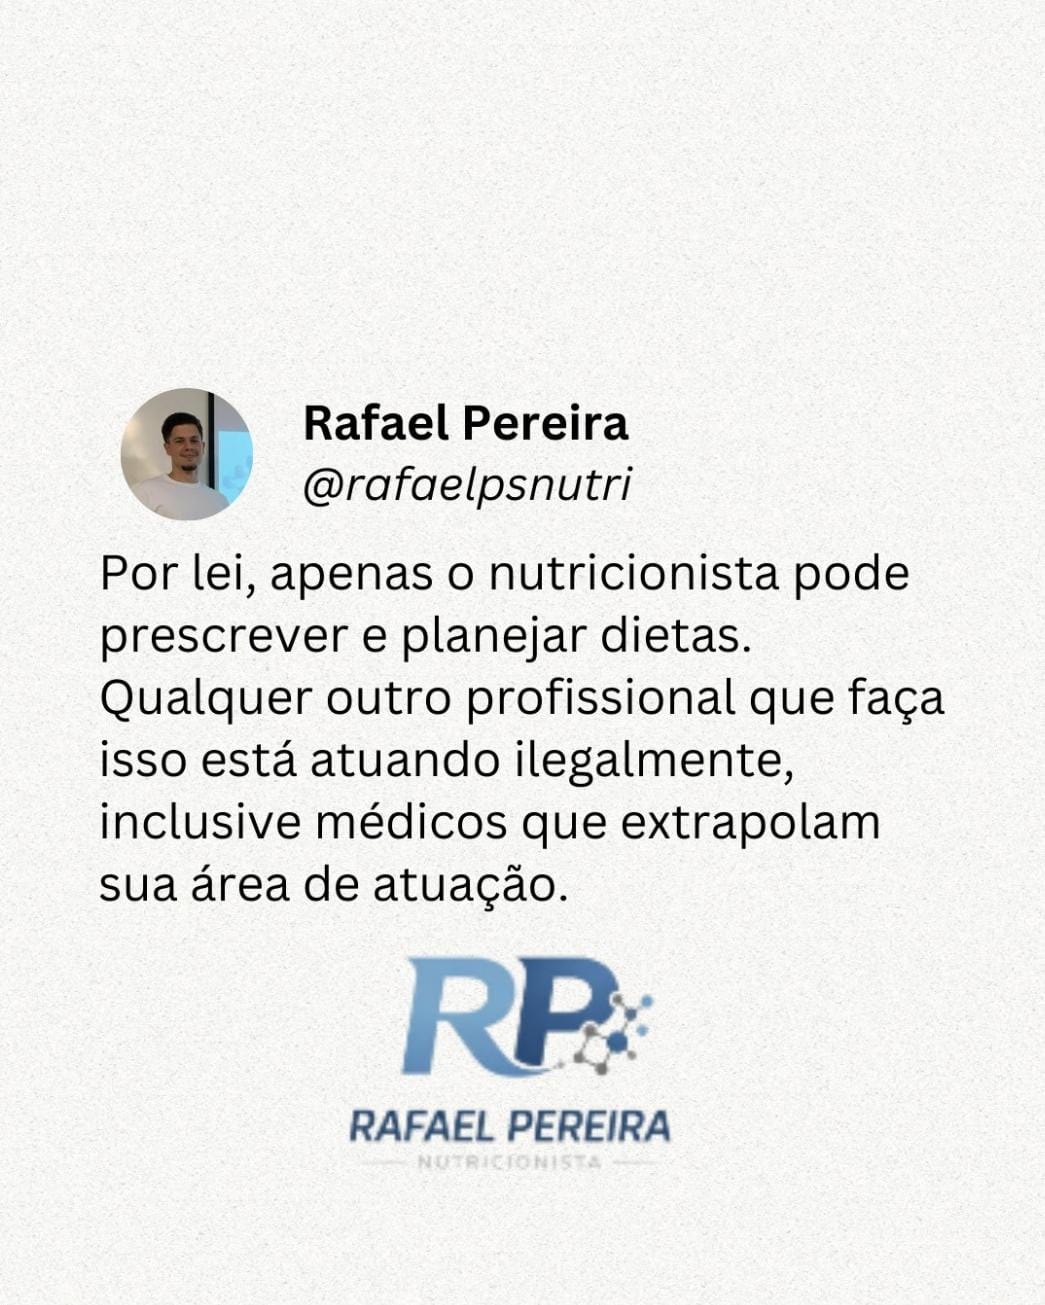 Rafael Pereira
@rafaelpsnutri
Por lei, apenas o nutricionista pode
prescrever e planejar dietas.
Qualquer outro profissional que faça
isso está atuando ilegalmente,
inclusive médicos que extrapolam
sua área de atuação.
RP
RAFAEL PEREIRA
NUTRICIONISTA